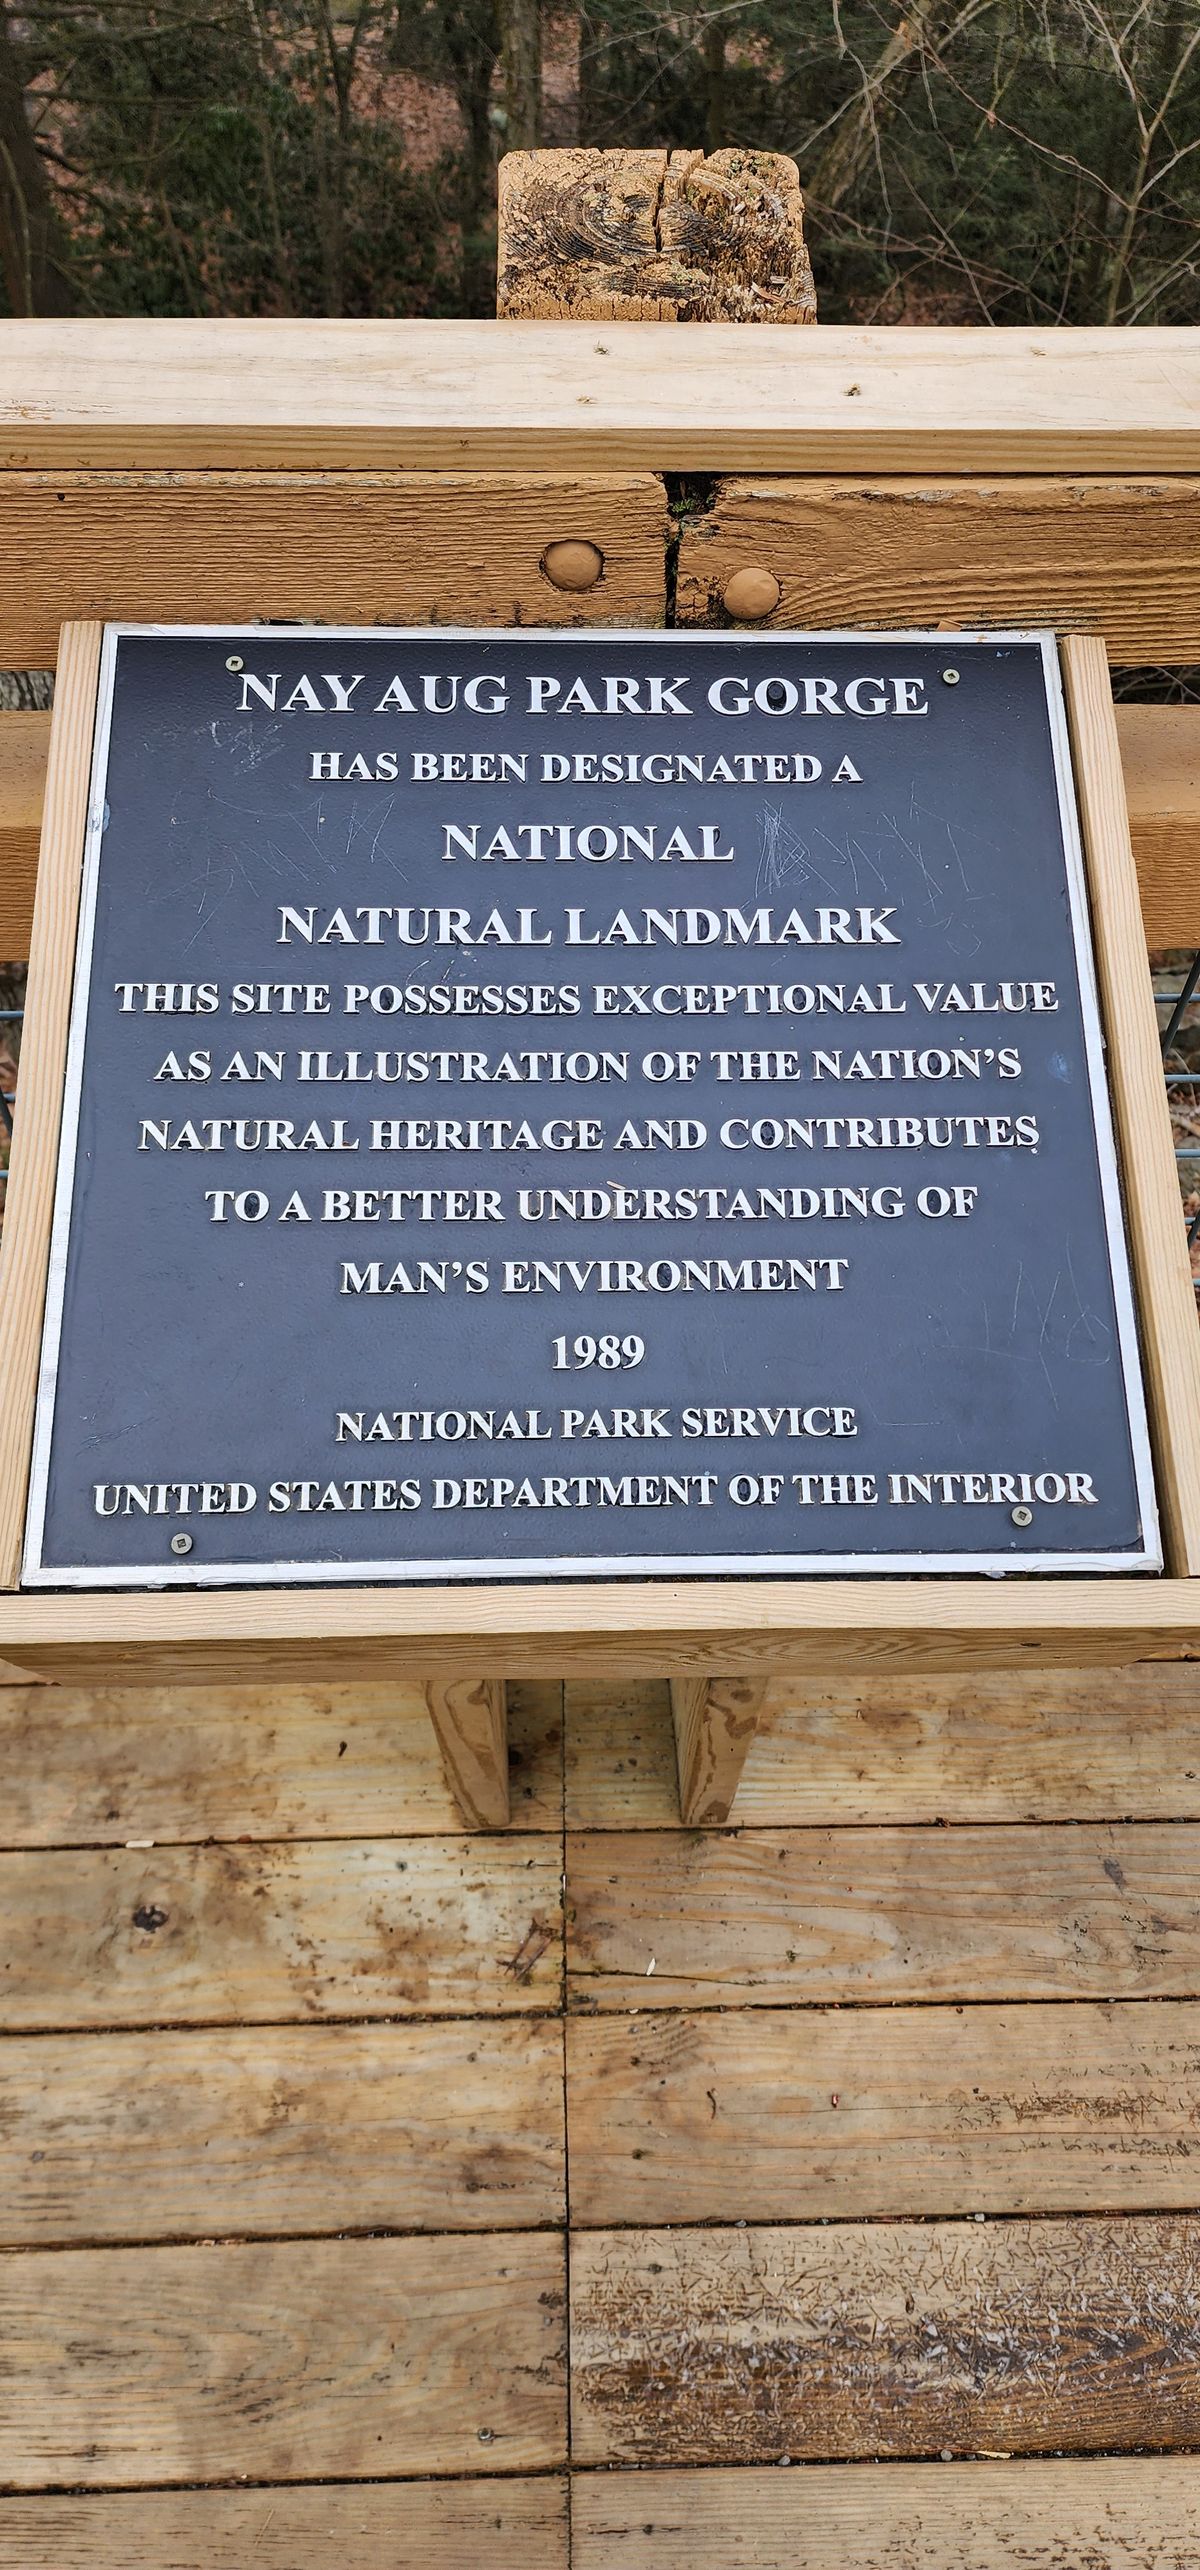 NAY AUG PARK GORGE
HAS BEEN DESIGNATED A
NATIONAL
NATURAL LANDMARK
THIS SITE POSSESSES EXCEPTIONAL VALUE
AS AN ILLUSTRATION OF THE NATION'S
NATURAL HERITAGE AND CONTRIBUTES
TO A BETTER UNDERSTANDING OF
MAN'S ENVIRONMENT
1989
NATIONAL PARK SERVICE
UNITED STATES DEPARTMENT OF THE INTERIOR